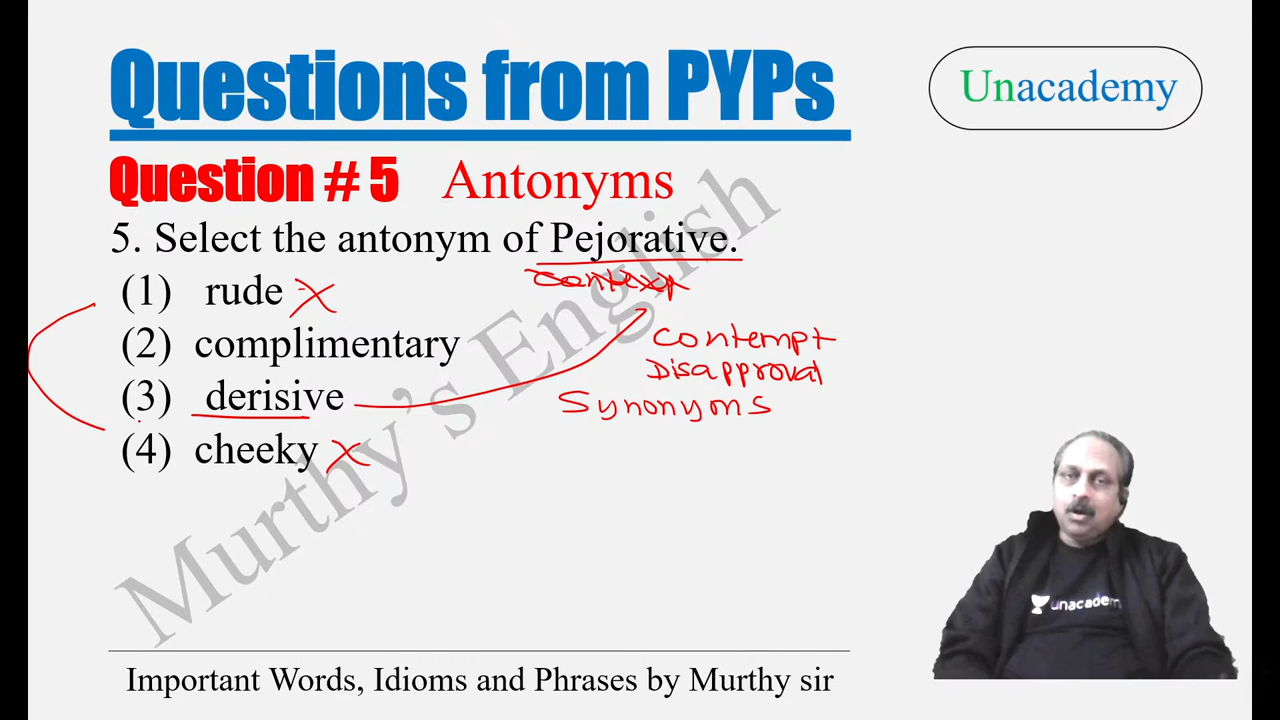 Questions from PYPs
Unacademy
Question # 5 Antonyms
5. Select the antonym of Pejorative.
(1) rude X
(2) complimentary
Contempt
Disapproval
(3) derisive
Synonyms
(4) cheeky X
Murthy's English
unacademy
Important Words, Idioms and Phrases by Murthy sir